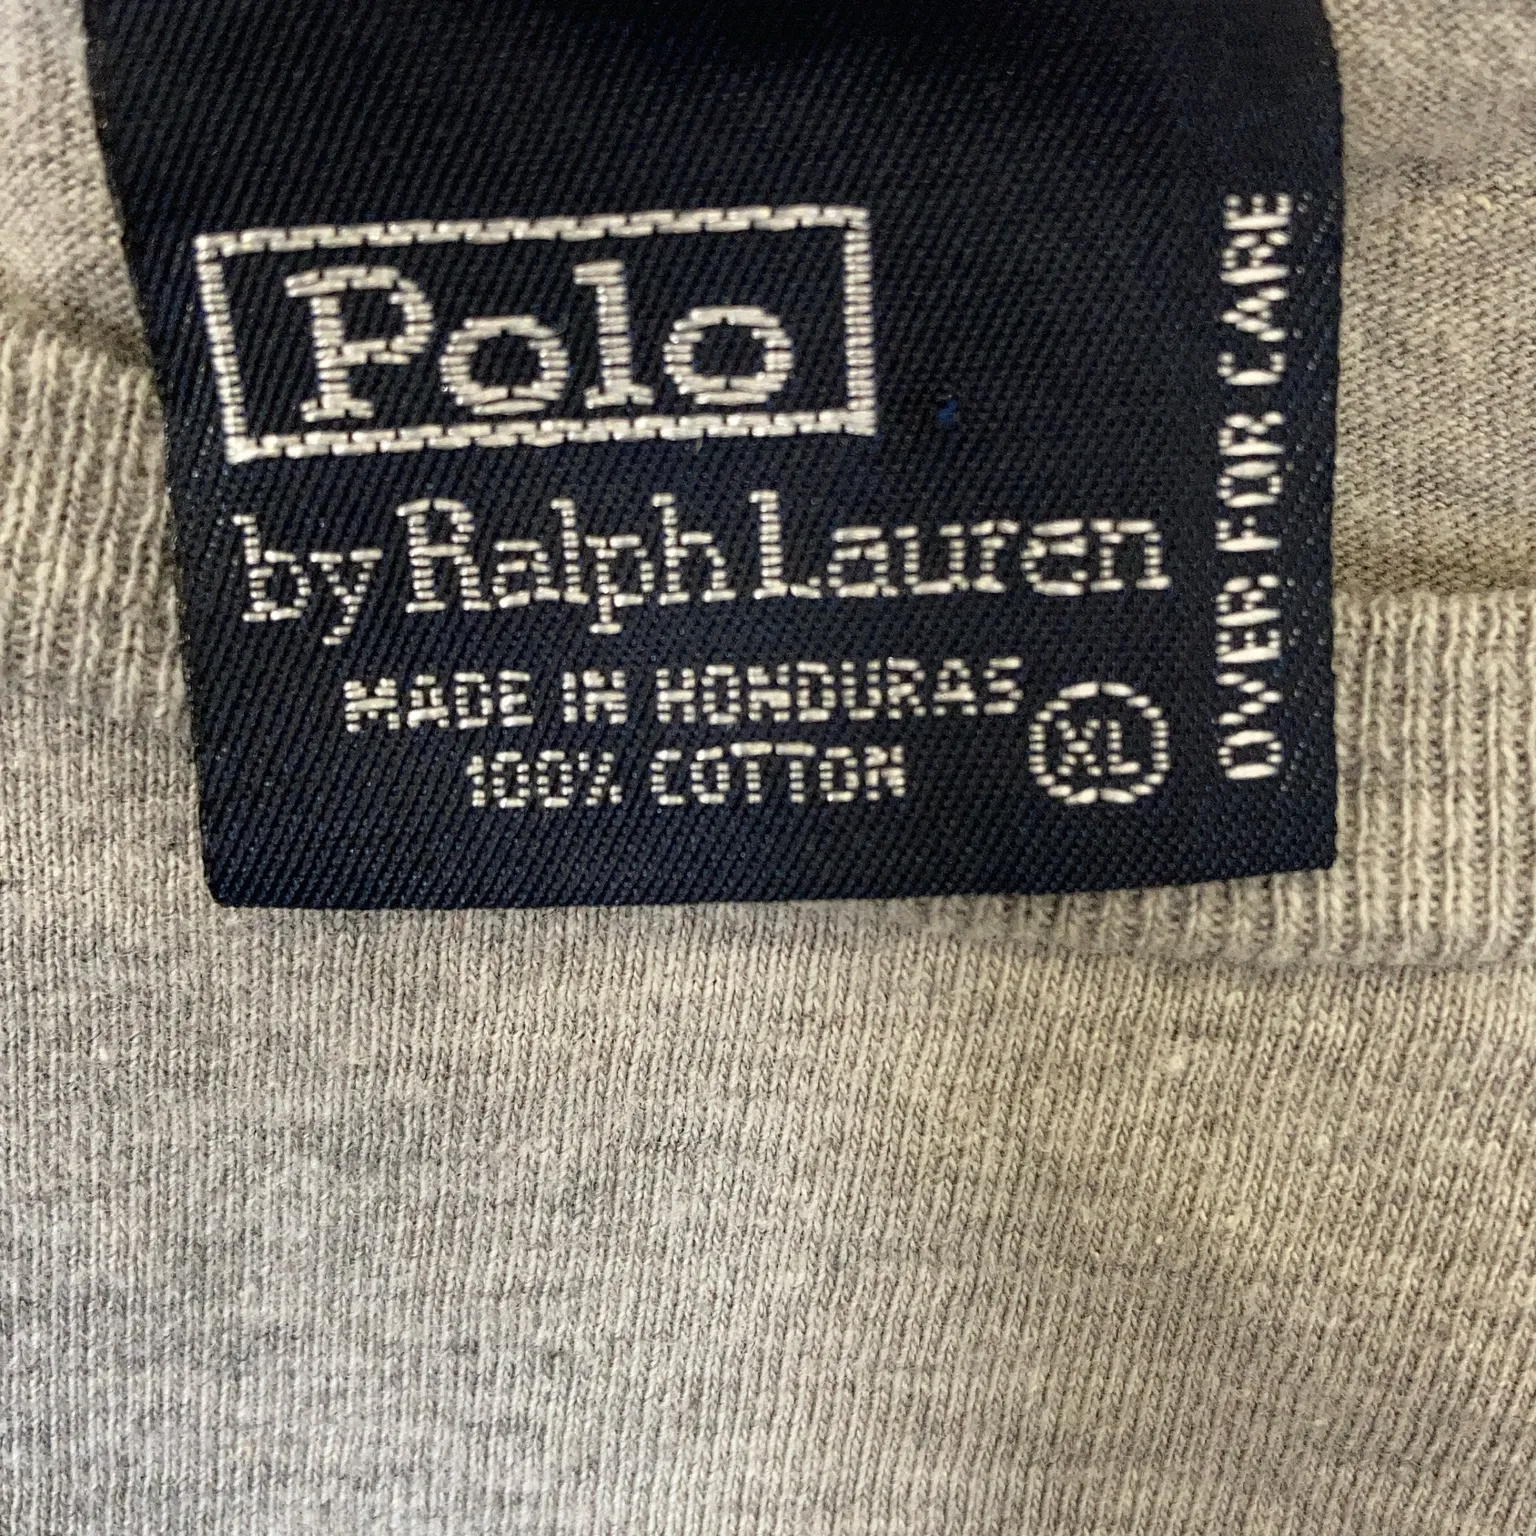 Polo
by Ralph Lauren
MADE IN HONDURAS
100% COTTON
XL
OVER FOR CARE